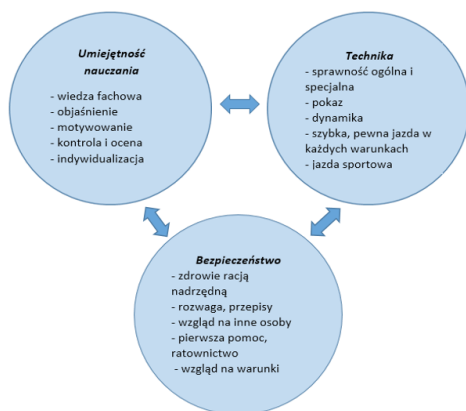 Umiejętność
nauczania
- wiedza fachowa
- objaśnienie
- motywowanie
- kontrola i ocena
- indywidualizacja
Technika
- sprawność ogólna i
specjalna
- pokaz
- dynamika
- szybka, pewna jazda w
każdych warunkach
- jazda sportowa
Bezpieczeństwo
- zdrowie racją
nadrzędną
- rozwaga, przepisy
- wzgląd na inne osoby
- pierwsza pomoc,
ratownictwo
- wzgląd na warunki